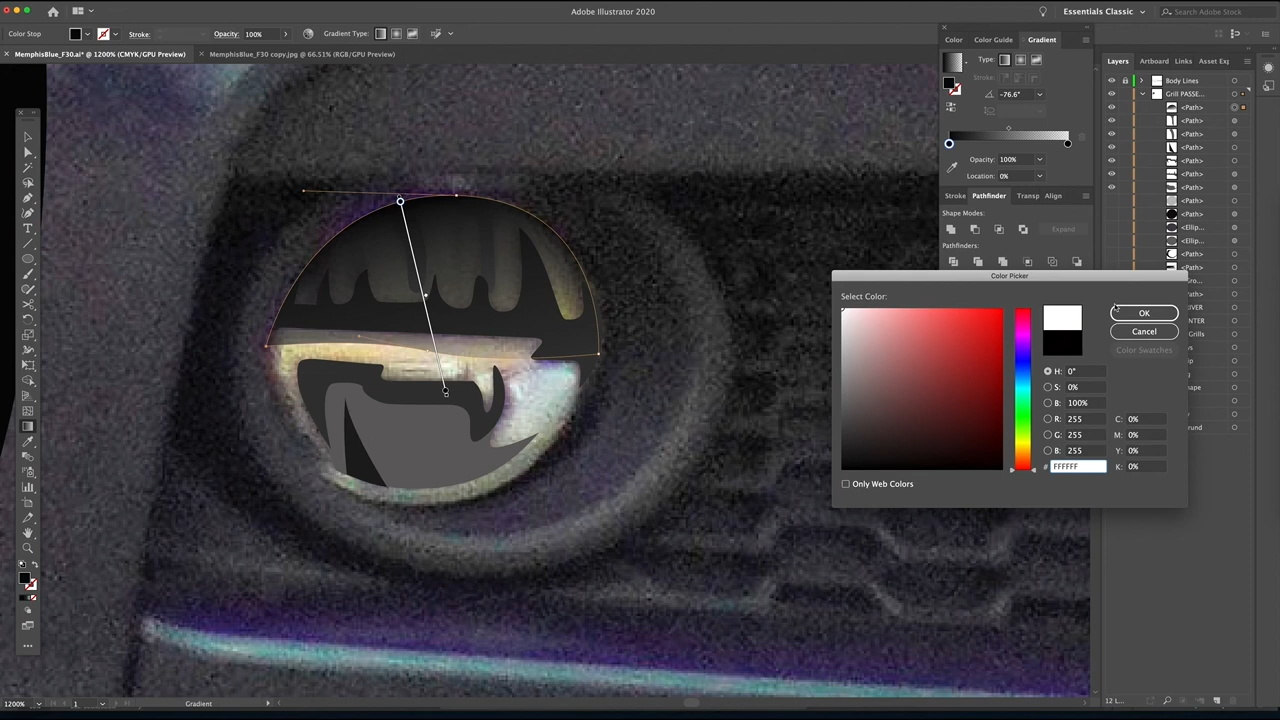 Adobe Illustrator 2020
Essentials Classic
Search Adobe Stock
Color Stop
Stroke:
Opacity: 100%
Gradient Type:
MemphisBlue_F30.ai* @ 1200% (CMYK/GPU Preview)
MemphisBlue_F30 copy.jpg @ 66.51% (RGB/GPU Preview)
Color
Color Guide
Gradient
Type:
Stroke:
-76.6°
Opacity: 100%
Location: 0%
Stroke
Pathfinder
Transp
Align
Shape Modes:
Expand
Pathfinders:
Layers
Artboard
Links
Asset Exp
Body Lines
Grill PASSE...
<Path>
<Path>
<Path>
<Path>
<Path>
<Path>
<Path>
<Path>
<Path>
<Ellip...
<Ellip...
<Path>
<Path>
Color Picker
Select Color:
OK
Cancel
Color Swatches
H: 0°
S: 0%
B: 100%
R: 255
G: 255
B: 255
# FFFFFF
C: 0%
M: 0%
Y: 0%
K: 0%
Only Web Colors
1200%
1
Gradient
12 L...